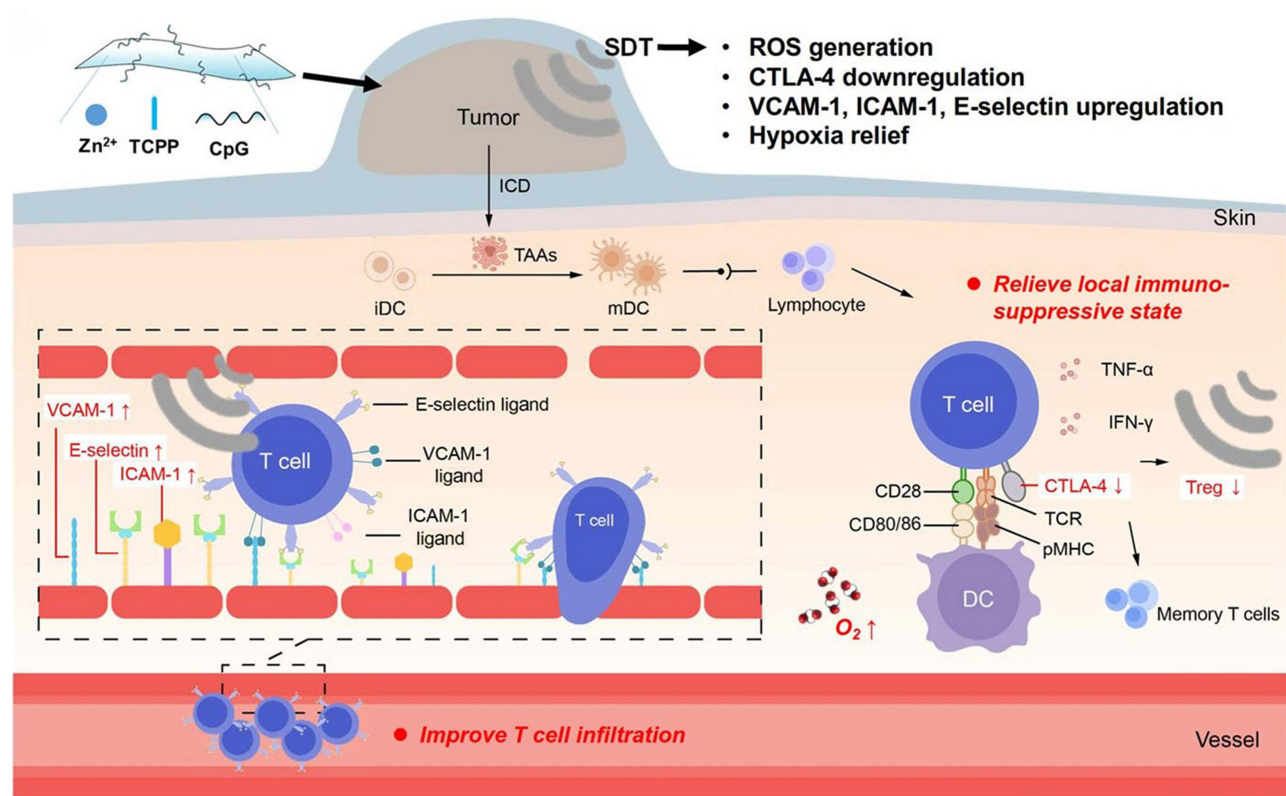 SDT
• ROS generation
• CTLA-4 downregulation
• VCAM-1, ICAM-1, E-selectin upregulation
• Hypoxia relief
Zn²⁺
TCPP
CpG
Tumor
ICD
Skin
TAAs
iDC
mDC
Lymphocyte
• Relieve local immuno-
suppressive state
VCAM-1 ↑
E-selectin ↑
ICAM-1 ↑
T cell
E-selectin ligand
VCAM-1
ligand
ICAM-1
ligand
T cell
T cell
TNF-α
IFN-γ
CD28
CTLA-4 ↓
Treg ↓
CD80/86
TCR
pMHC
DC
O₂ ↑
Memory T cells
• Improve T cell infiltration
Vessel